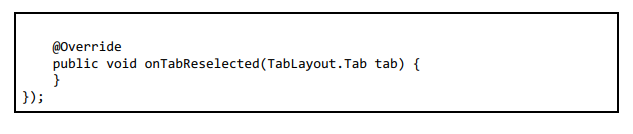 @Override
public void onTabReselected(TabLayout.Tab tab) {
}
});